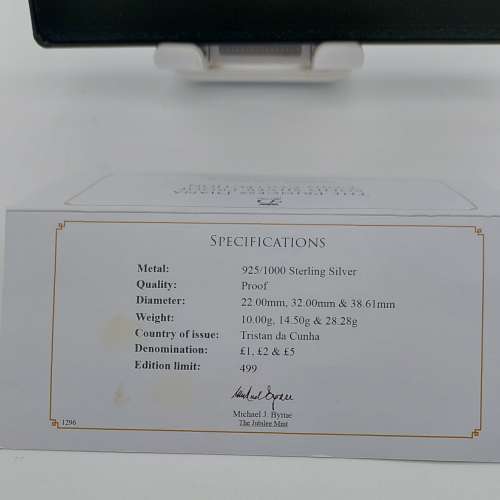 SPECIFICATIONS
Metal: 925/1000 Sterling Silver
Quality: Proof
Diameter: 22.00mm, 32.00mm & 38.61mm
Weight: 10.00g, 14.50g & 28.28g
Country of issue: Tristan da Cunha
Denomination: £1, £2 & £5
Edition limit: 499
Michael J. Byrne
The Jubilee Mint
1296